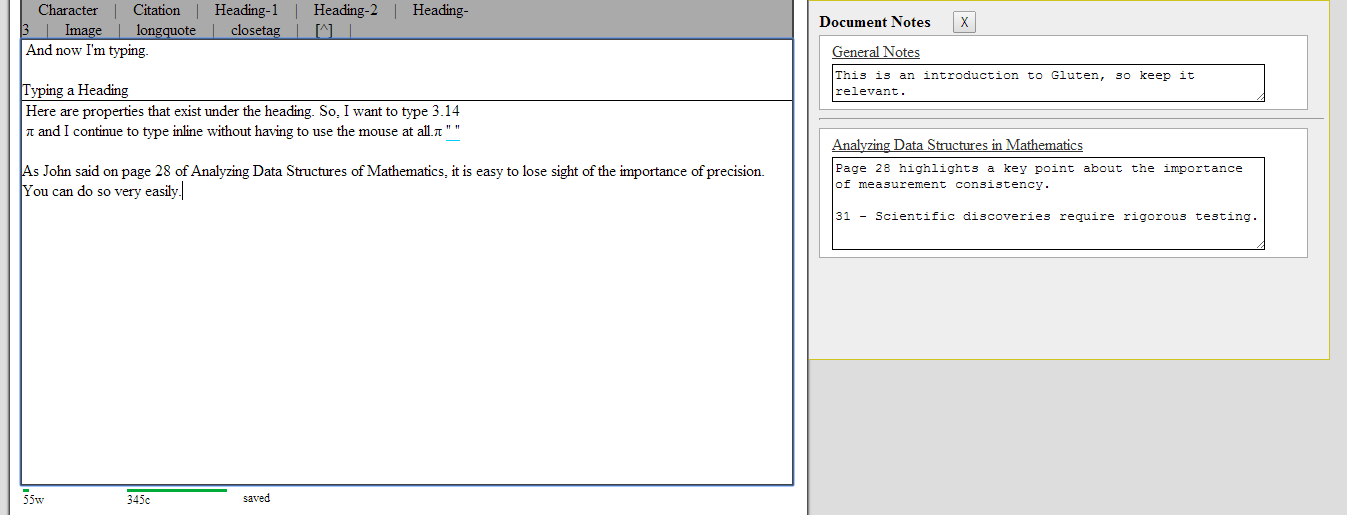 Character | Citation | Heading-1 | Heading-2 | Heading-
3 | Image | longquote | closetag | [^] |
And now I'm typing.
Typing a Heading
Here are properties that exist under the heading. So, I want to type 3.14
π and I continue to type inline without having to use the mouse at all.π " "
As John said on page 28 of Analyzing Data Structures of Mathematics, it is easy to lose sight of the importance of precision.
You can do so very easily.
55w 345c saved
Document Notes X
General Notes
This is an introduction to Gluten, so keep it
relevant.
Analyzing Data Structures in Mathematics
Page 28 highlights a key point about the importance
of measurement consistency.
31 - Scientific discoveries require rigorous testing.